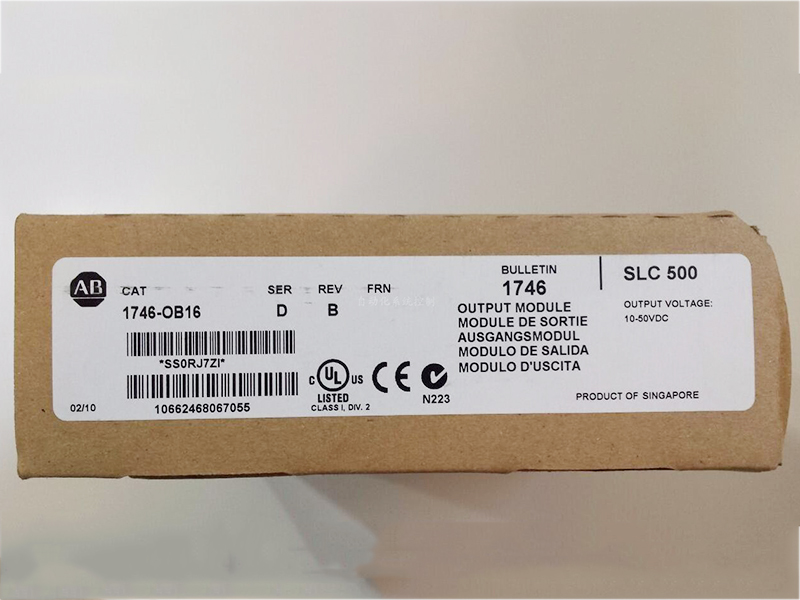 AB
CAT SER REV FRN
1746-OB16 D B
*SS0RJ7ZI*
02/10
10662468067055
C UL US
LISTED
CLASS I, DIV. 2
CE
N223
BULLETIN
1746
OUTPUT MODULE
MODULE DE SORTIE
AUSGANGSMODUL
MODULO DE SALIDA
MODULO D'USCITA
SLC 500
OUTPUT VOLTAGE:
10-50VDC
PRODUCT OF SINGAPORE